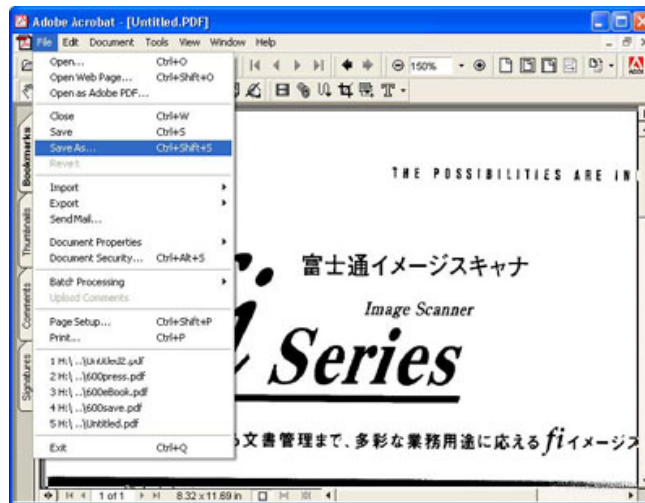 Adobe Acrobat - [Untitled.PDF]
File Edit Document Tools View Window Help
Open... Ctrl+O
Open Web Page... Ctrl+Shift+O
Open as Adobe PDF...
Close Ctrl+W
Save Ctrl+S
Save As... Ctrl+Shift+S
Revert
Import
Export
Send Mail...
Document Properties
Document Security... Ctrl+Alt+S
Batch Processing
Upload Comments
Page Setup... Ctrl+Shift+P
Print... Ctrl+P
1 H:\ ...\Untitled2.pdf
2 H:\ ...\600press.pdf
3 H:\ ...\600eBook.pdf
4 H:\ ...\600save.pdf
5 H:\ ...\Untitled.pdf
Exit Ctrl+Q
150%
Bookmarks
Thumbnails
Comments
Signatures
THE POSSIBILITIES ARE IN
富士通イメージスキャナ
Image Scanner
fi Series
文書管理まで、多彩な業務用途に応えるfiイメージス
1 of 1 8.32 x 11.69 in